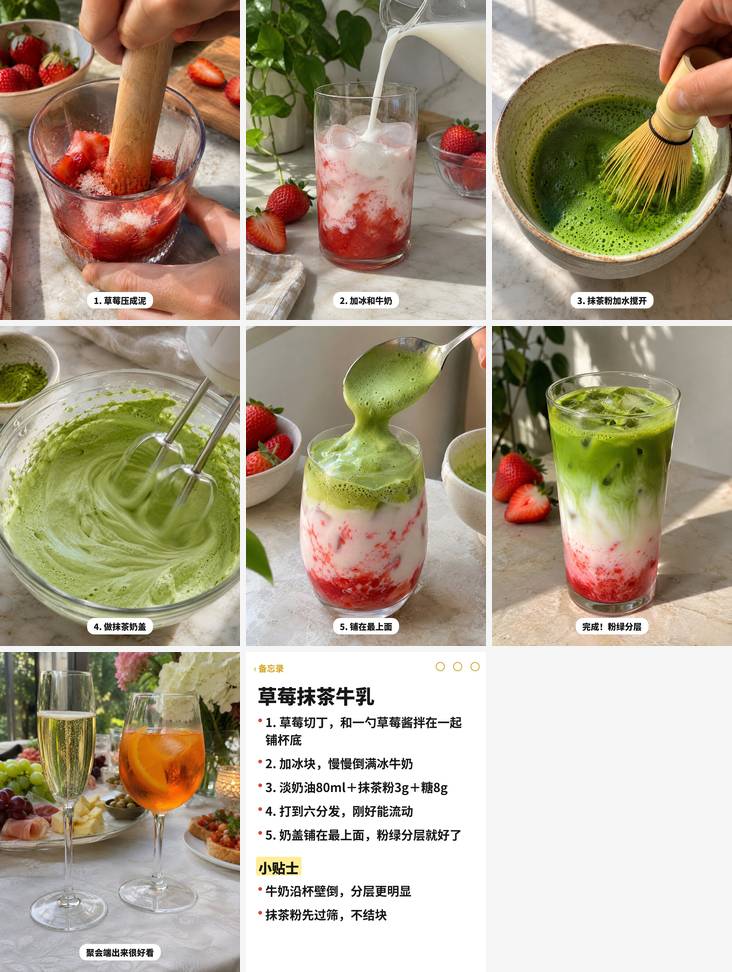 1. 草莓压成泥
2. 加冰和牛奶
3. 抹茶粉加水搅开
4. 做抹茶奶盖
5. 铺在最上面
完成！粉绿分层
聚会端出来很好看
‹ 备忘录
草莓抹茶牛乳
1. 草莓切丁，和一勺草莓酱拌在一起
铺杯底
2. 加冰块，慢慢倒满冰牛奶
3. 淡奶油80ml＋抹茶粉3g＋糖8g
4. 打到六分发，刚好能流动
5. 奶盖铺在最上面，粉绿分层就好了
小贴士
牛奶沿杯壁倒，分层更明显
抹茶粉先过筛，不结块